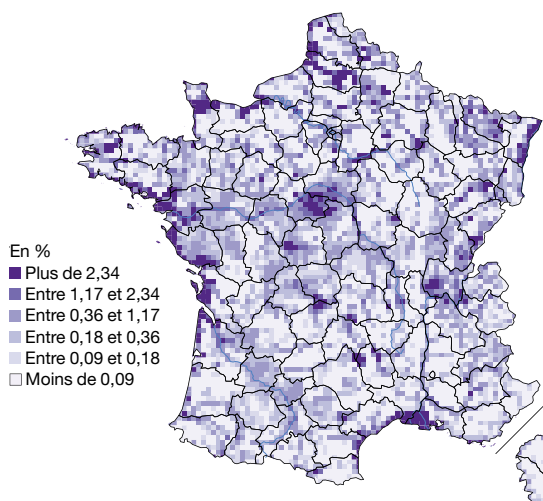 En %
Plus de 2,34
Entre 1,17 et 2,34
Entre 0,36 et 1,17
Entre 0,18 et 0,36
Entre 0,09 et 0,18
Moins de 0,09